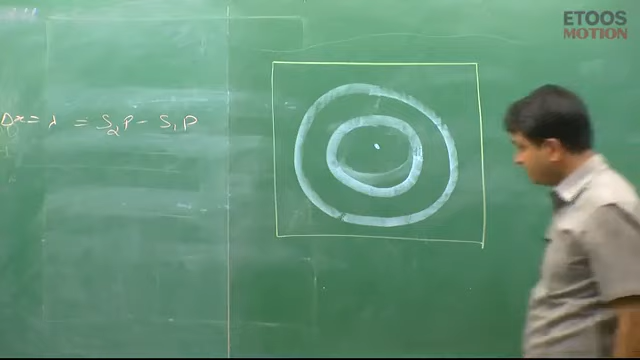 ETOOS
MOTION
Δx = λ = S₂P - S₁P